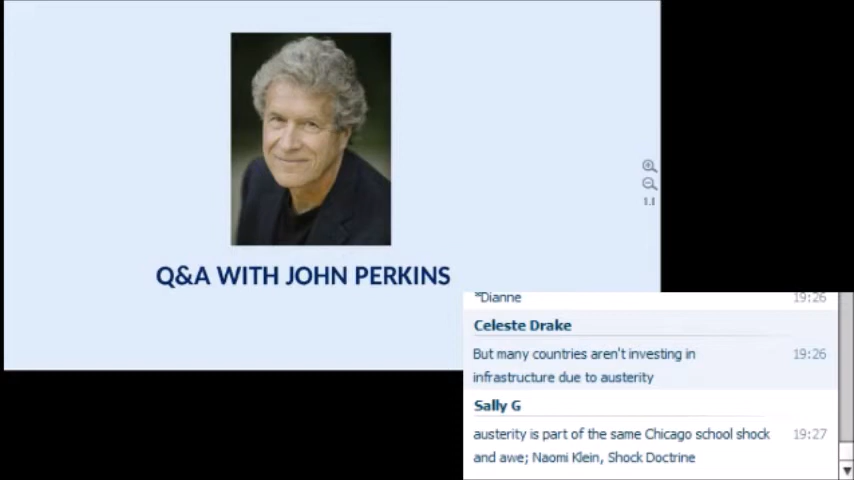 1.1
Q&A WITH JOHN PERKINS
*Dianne 19:26
Celeste Drake
But many countries aren't investing in 19:26
infrastructure due to austerity
Sally G
austerity is part of the same Chicago school shock 19:27
and awe; Naomi Klein, Shock Doctrine